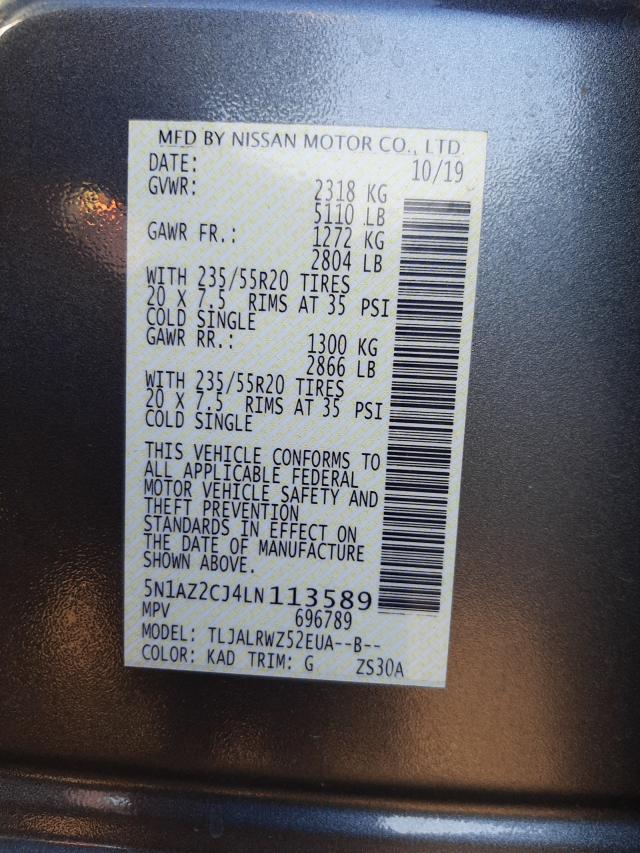 MFD BY NISSAN MOTOR CO., LTD.
DATE: 10/19
GVWR: 2318 KG
5110 LB
GAWR FR.: 1272 KG
2804 LB
WITH 235/55R20 TIRES
20 X 7.5 RIMS AT 35 PSI
COLD SINGLE
GAWR RR.: 1300 KG
2866 LB
WITH 235/55R20 TIRES
20 X 7.5 RIMS AT 35 PSI
COLD SINGLE
THIS VEHICLE CONFORMS TO
ALL APPLICABLE FEDERAL
MOTOR VEHICLE SAFETY AND
THEFT PREVENTION
STANDARDS IN EFFECT ON
THE DATE OF MANUFACTURE
SHOWN ABOVE.
5N1AZ2CJ4LN113589
MPV 696789
MODEL: TLJALRWZ52EUA--B--
COLOR: KAD TRIM: G ZS30A